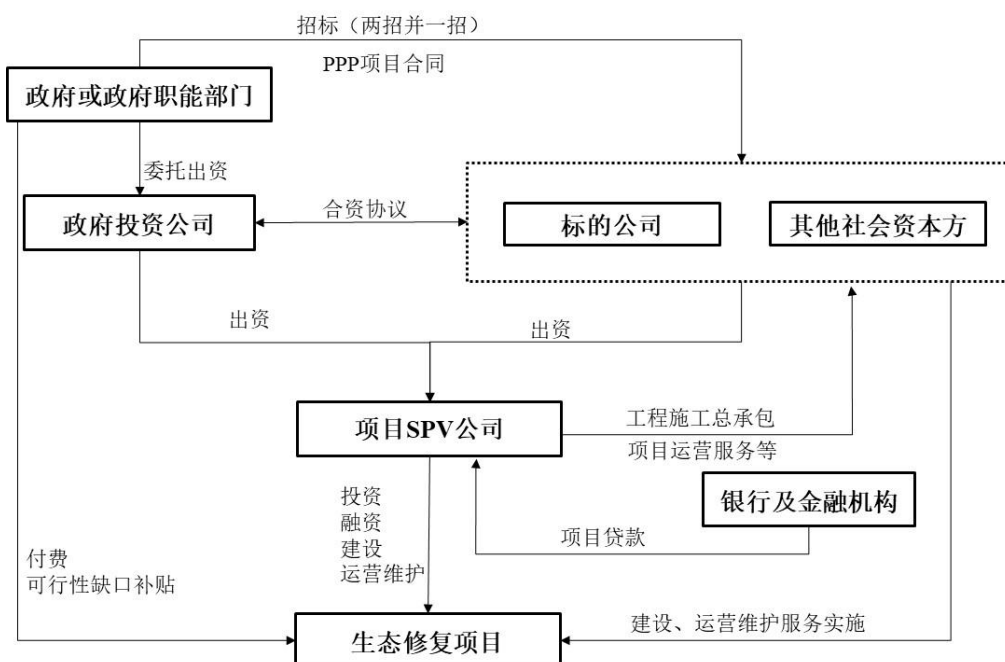 招标（两招并一招）
PPP项目合同
政府或政府职能部门
委托出资
政府投资公司
合资协议
标的公司
其他社会资本方
出资
出资
项目SPV公司
工程施工总承包
项目运营服务等
银行及金融机构
投资
融资
建设
运营维护
项目贷款
付费
可行性缺口补贴
生态修复项目
建设、运营维护服务实施